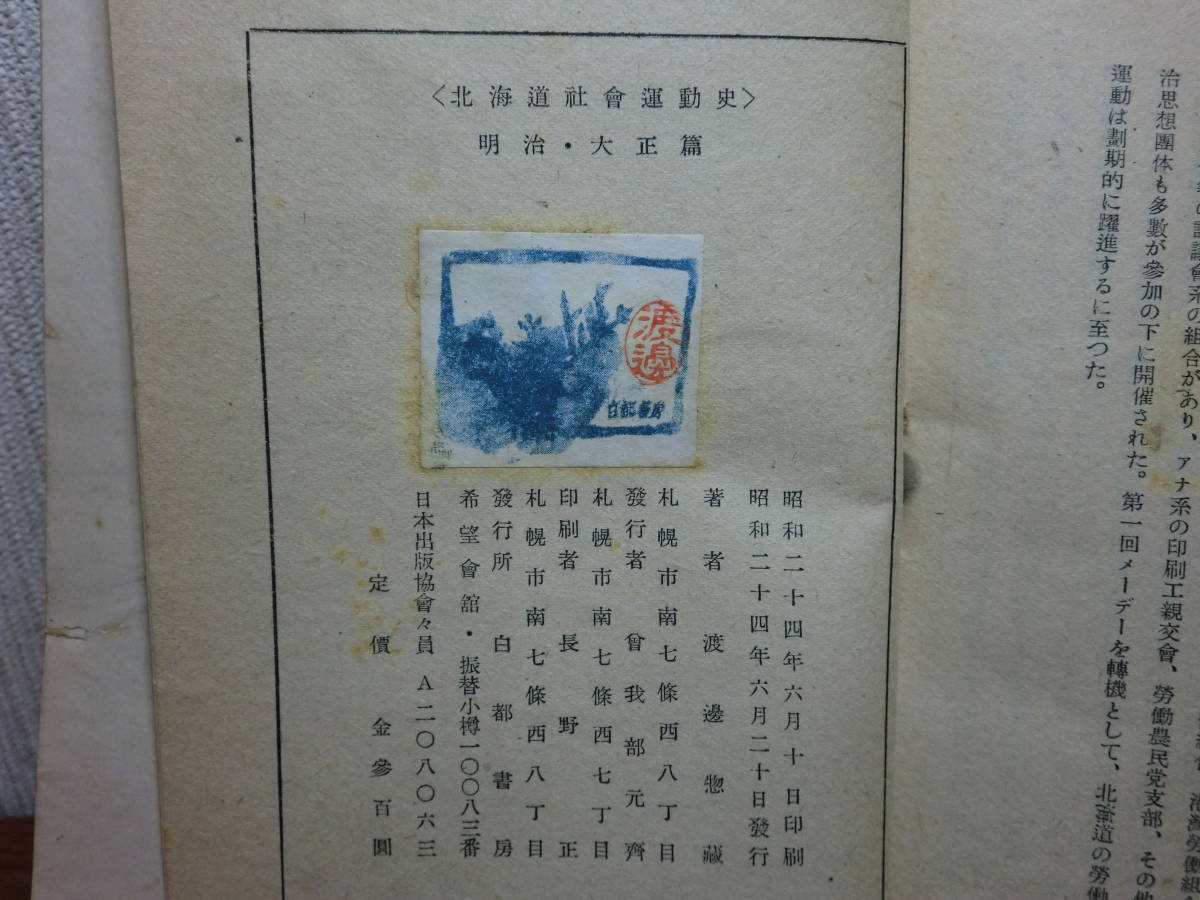 治思想團体も多數が參加の下に開催された。第一回メーデーを轉機として、北海道の勞働
運動は劃期的に躍進するに至つた。
〈北海道社會運動史〉
明治・大正篇
渡邊
白都書房
昭和二十四年六月十日印刷
昭和二十四年六月二十日發行
著者 渡邊惣藏
札幌市南七條西八丁目
發行者 曾我部元齊
札幌市南七條西七丁目
印刷者 長野正
札幌市南七條西八丁目
發行所 白都書房
希望會舘・振替小樽一〇〇八三番
日本出版協會々員 A二〇八〇六三
定價 金參百圓
系の組合があり、アナ系の印刷工親交會、勞働農民党支部、その他